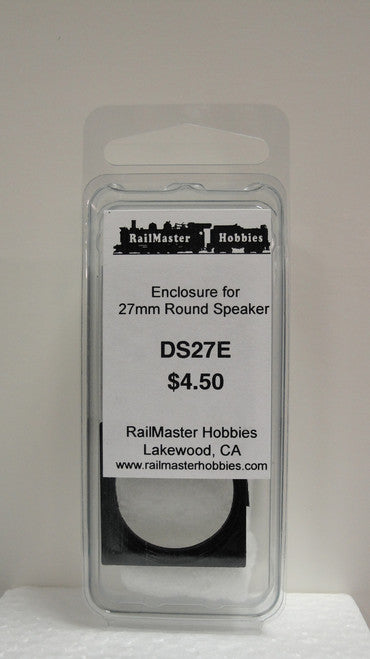 RailMaster Hobbies
Enclosure for
27mm Round Speaker
DS27E
$4.50
RailMaster Hobbies
Lakewood, CA
www.railmasterhobbies.com